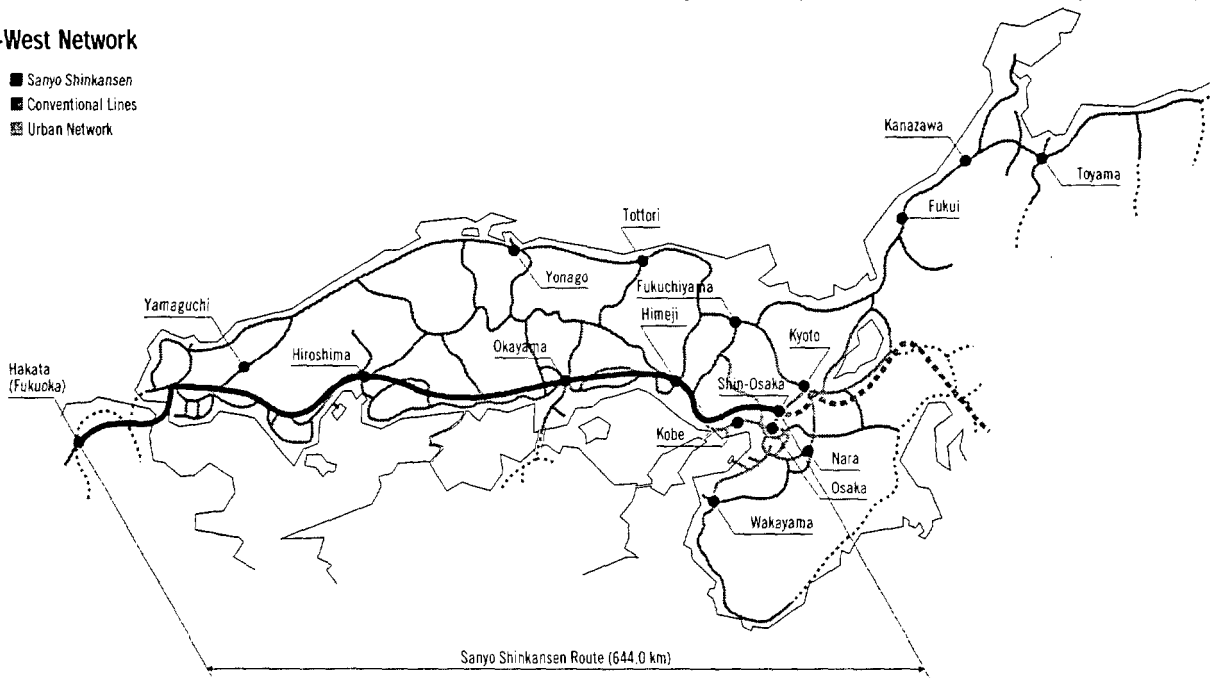 -West Network
Sanyo Shinkansen
Conventional Lines
Urban Network
Kanazawa
Toyama
Fukui
Tottori
Yonago
Fukuchiyama
Himeji
Yamaguchi
Kyoto
Hiroshima
Okayama
Hakata
(Fukuoka)
Shin-Osaka
Kobe
Nara
Osaka
Wakayama
Sanyo Shinkansen Route (644.0 km)